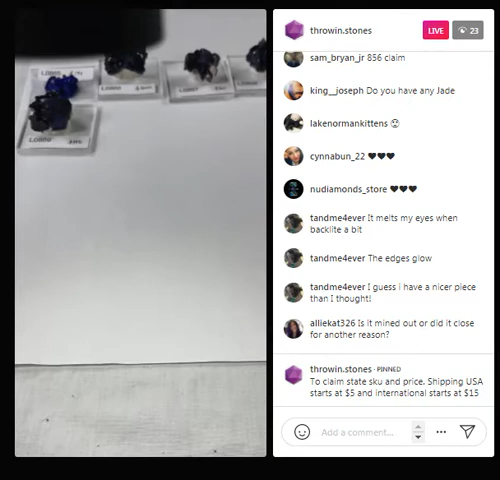 throwin.stones
LIVE
23
sam_bryan_jr 856 claim
king__joseph Do you have any Jade
lakenormankittens
cynnabun_22 ♥♥♥
nudiamonds_store ♥♥♥
tandme4ever It melts my eyes when
backlite a bit
tandme4ever The edges glow
tandme4ever I guess i have a nicer piece
than I thought!
alliekat326 Is it mined out or did it close
for another reason?
throwin.stones · PINNED
To claim state sku and price. Shipping USA
starts at $5 and international starts at $15
Add a comment...